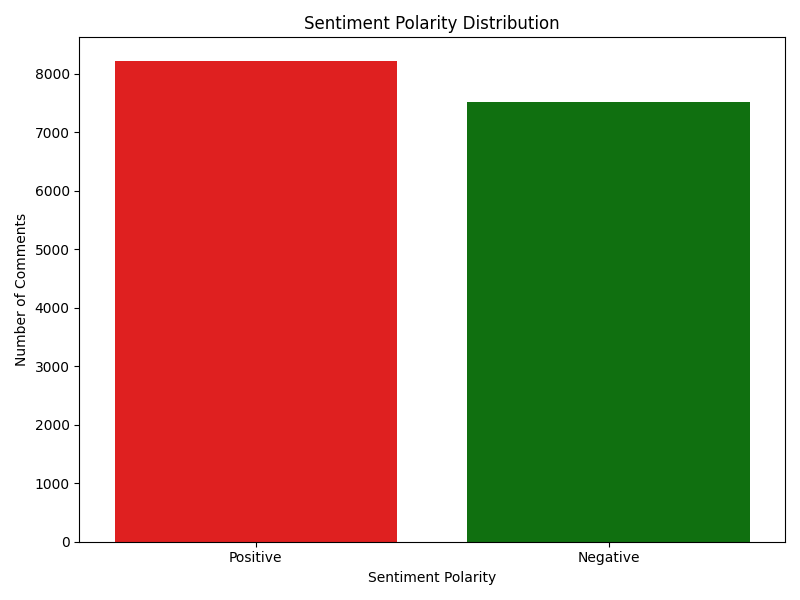 Sentiment Polarity Distribution
8000
7000
6000
5000
4000
3000
2000
1000
0
Number of Comments
Positive
Negative
Sentiment Polarity